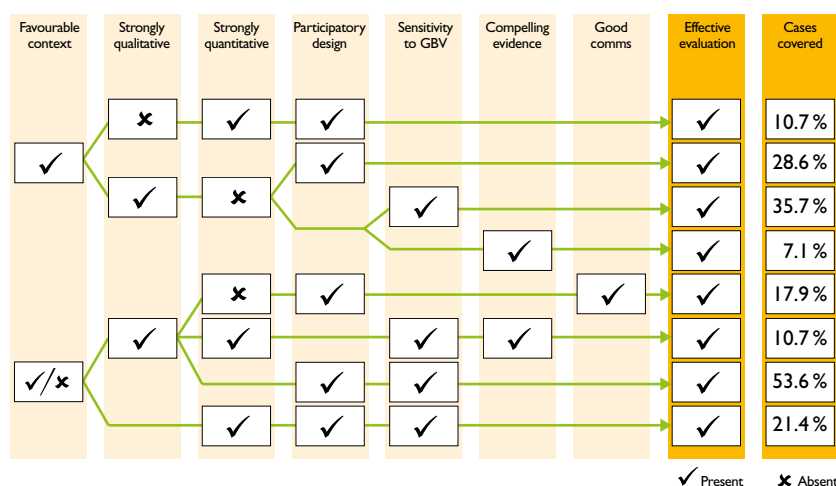 Favourable
context
Strongly
qualitative
Strongly
quantitative
Participatory
design
Sensitivity
to GBV
Compelling
evidence
Good
comms
Effective
evaluation
Cases
covered
10.7 %
28.6 %
35.7 %
7.1 %
17.9 %
10.7 %
53.6 %
21.4 %
✓ Present
✗ Absent